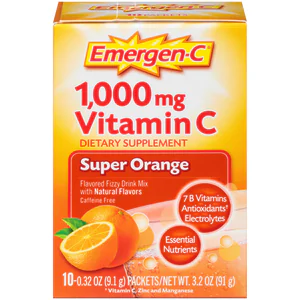 Emergen-C®
1,000 mg
Vitamin C
DIETARY SUPPLEMENT
Super Orange
Flavored Fizzy Drink Mix
with Natural Flavors
Caffeine Free
7 B Vitamins
Antioxidants†
Electrolytes
Essential
Nutrients
10-0.32 OZ (9.1 g) PACKETS/NET WT. 3.2 OZ (91 g)
† Vitamin C, Zinc and Manganese